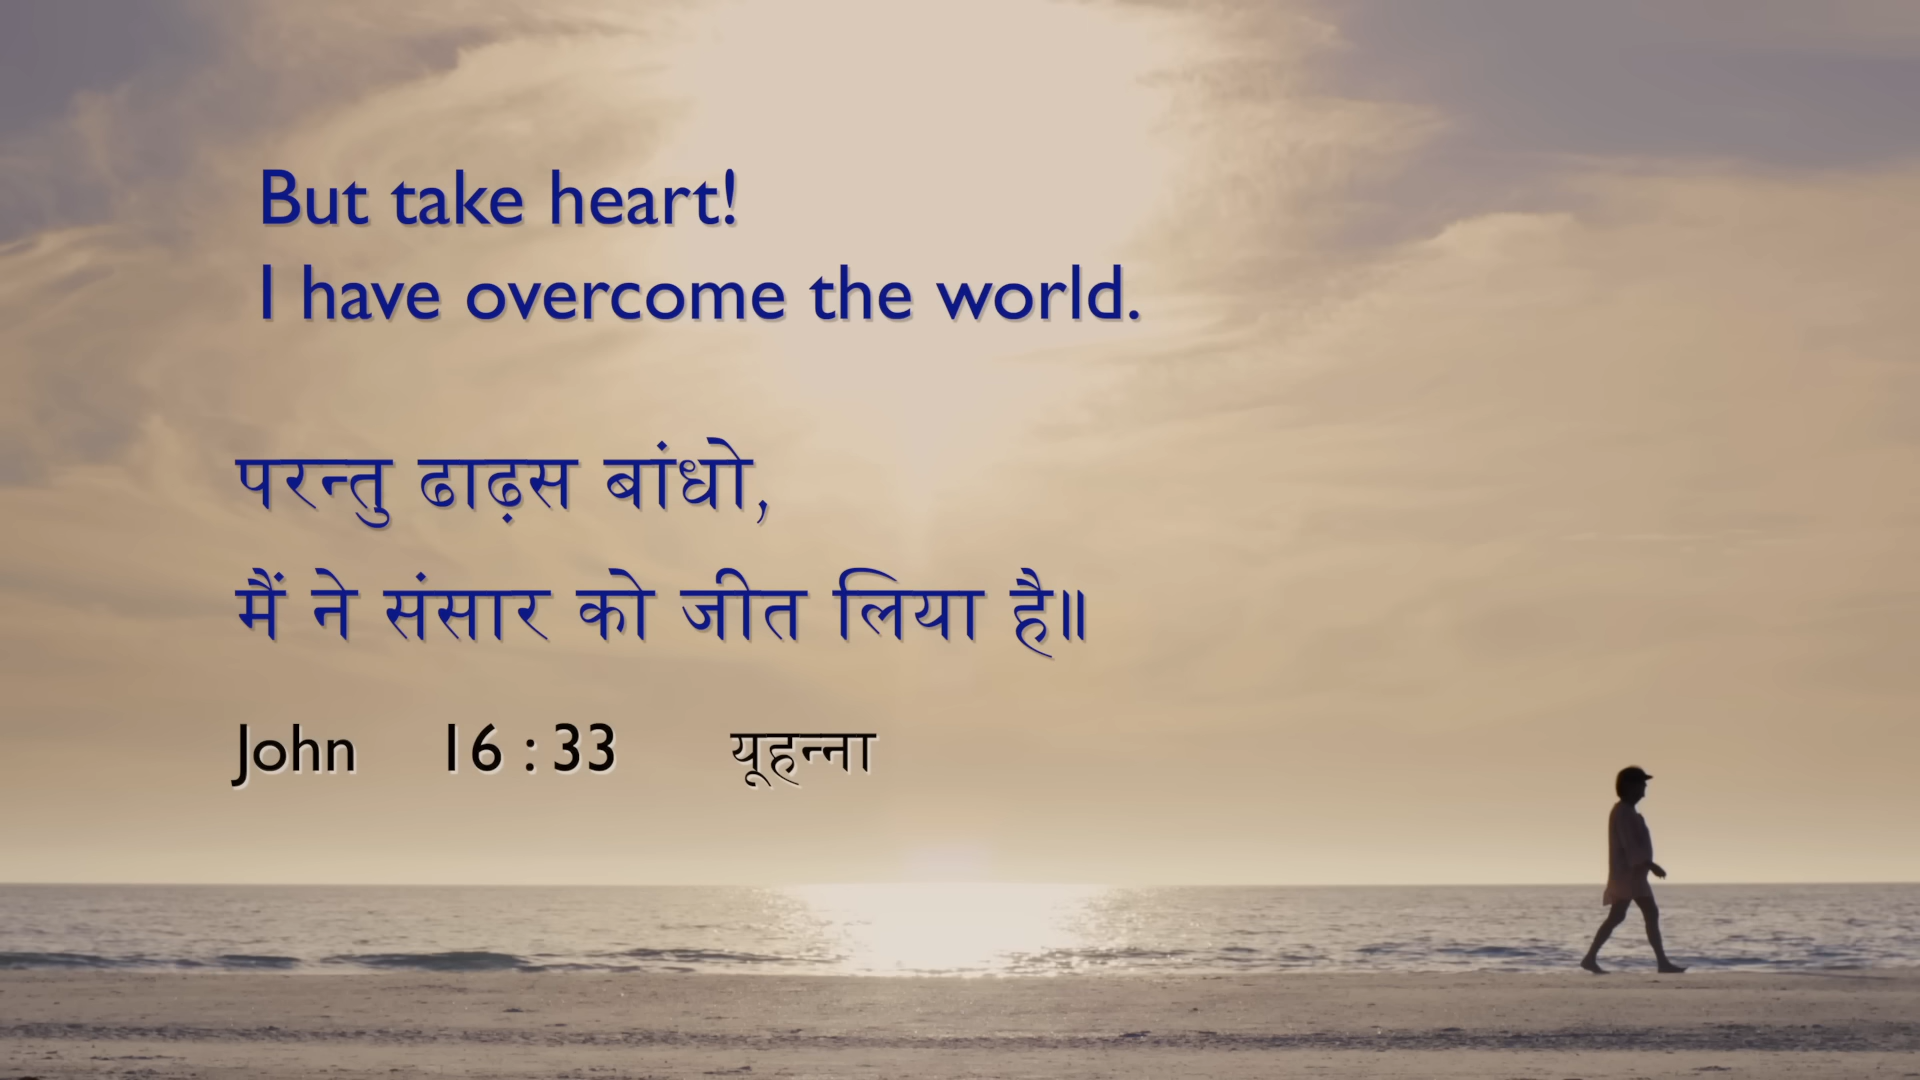 But take heart!
I have overcome the world.
परन्तु ढाढ़स बांधो,
मैं ने संसार को जीत लिया है॥
John 16 : 33 यूहन्ना